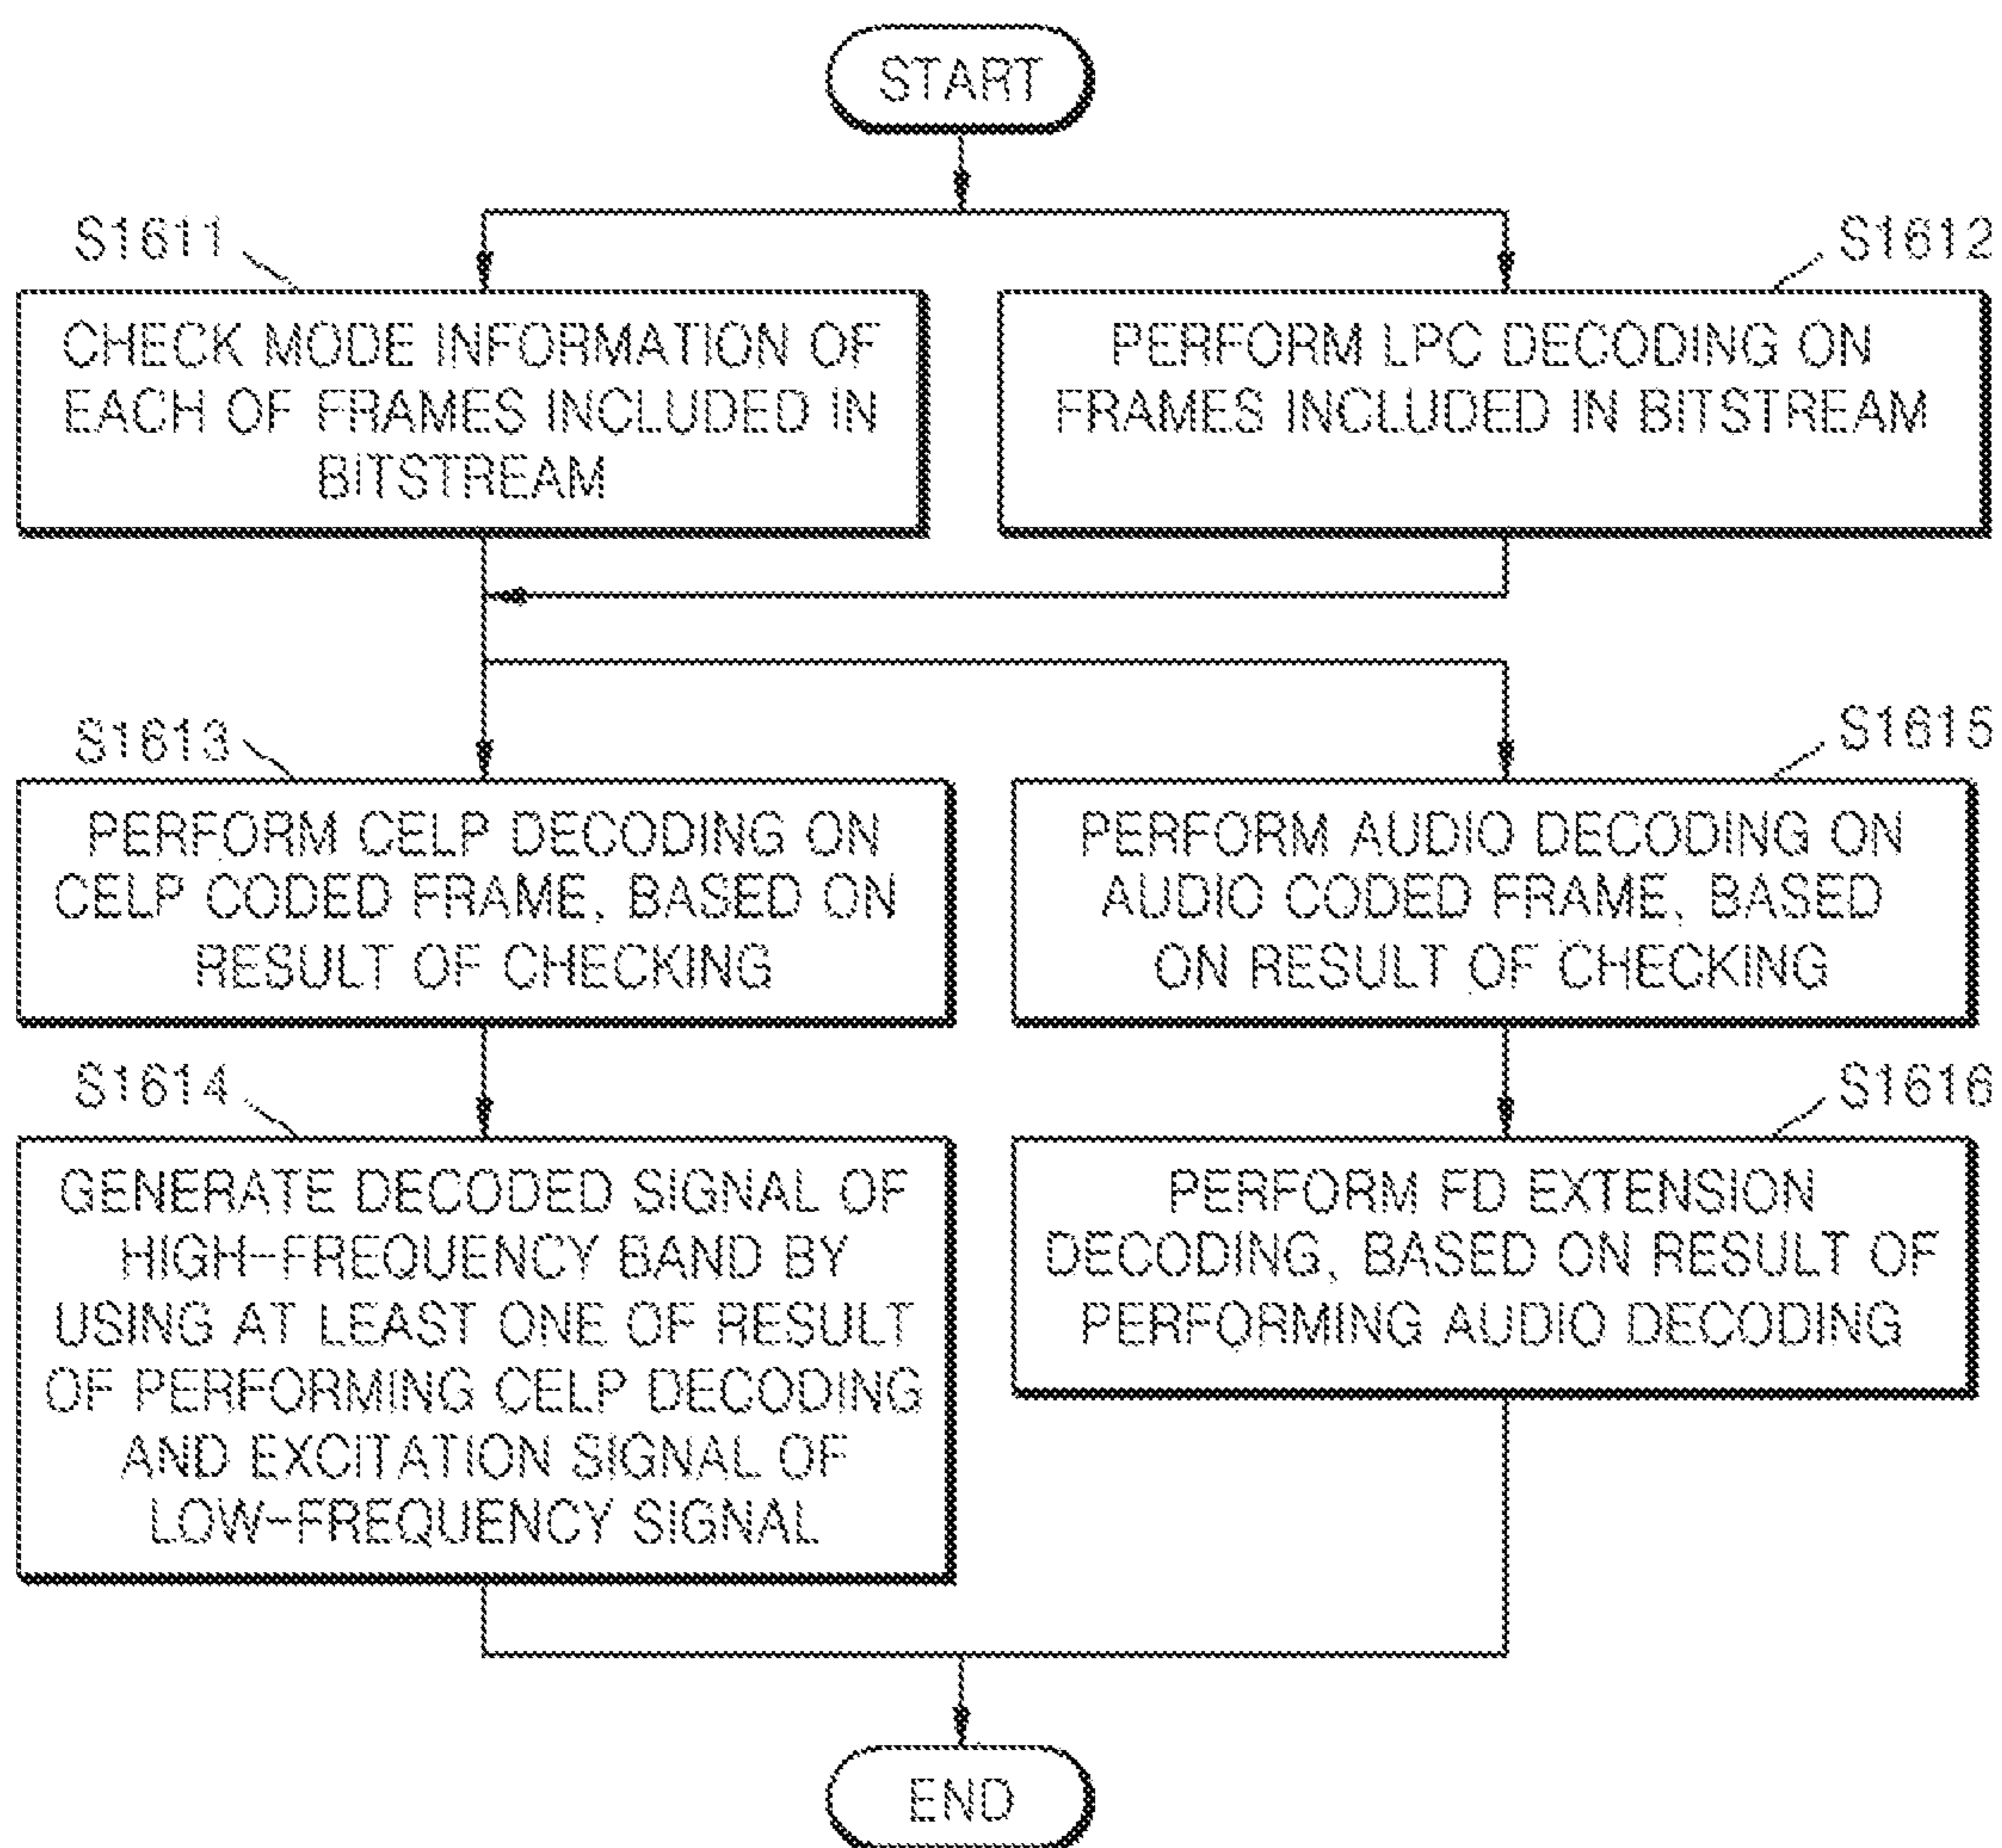 START
S1611
S1612
CHECK MODE INFORMATION OF
EACH OF FRAMES INCLUDED IN
BITSTREAM
PERFORM LPC DECODING ON
FRAMES INCLUDED IN BITSTREAM
S1613
S1615
PERFORM CELP DECODING ON
CELP CODED FRAME, BASED ON
RESULT OF CHECKING
PERFORM AUDIO DECODING ON
AUDIO CODED FRAME, BASED
ON RESULT OF CHECKING
S1614
S1616
GENERATE DECODED SIGNAL OF
HIGH-FREQUENCY BAND BY
USING AT LEAST ONE OF RESULT
OF PERFORMING CELP DECODING
AND EXCITATION SIGNAL OF
LOW-FREQUENCY SIGNAL
PERFORM FD EXTENSION
DECODING, BASED ON RESULT OF
PERFORMING AUDIO DECODING
END